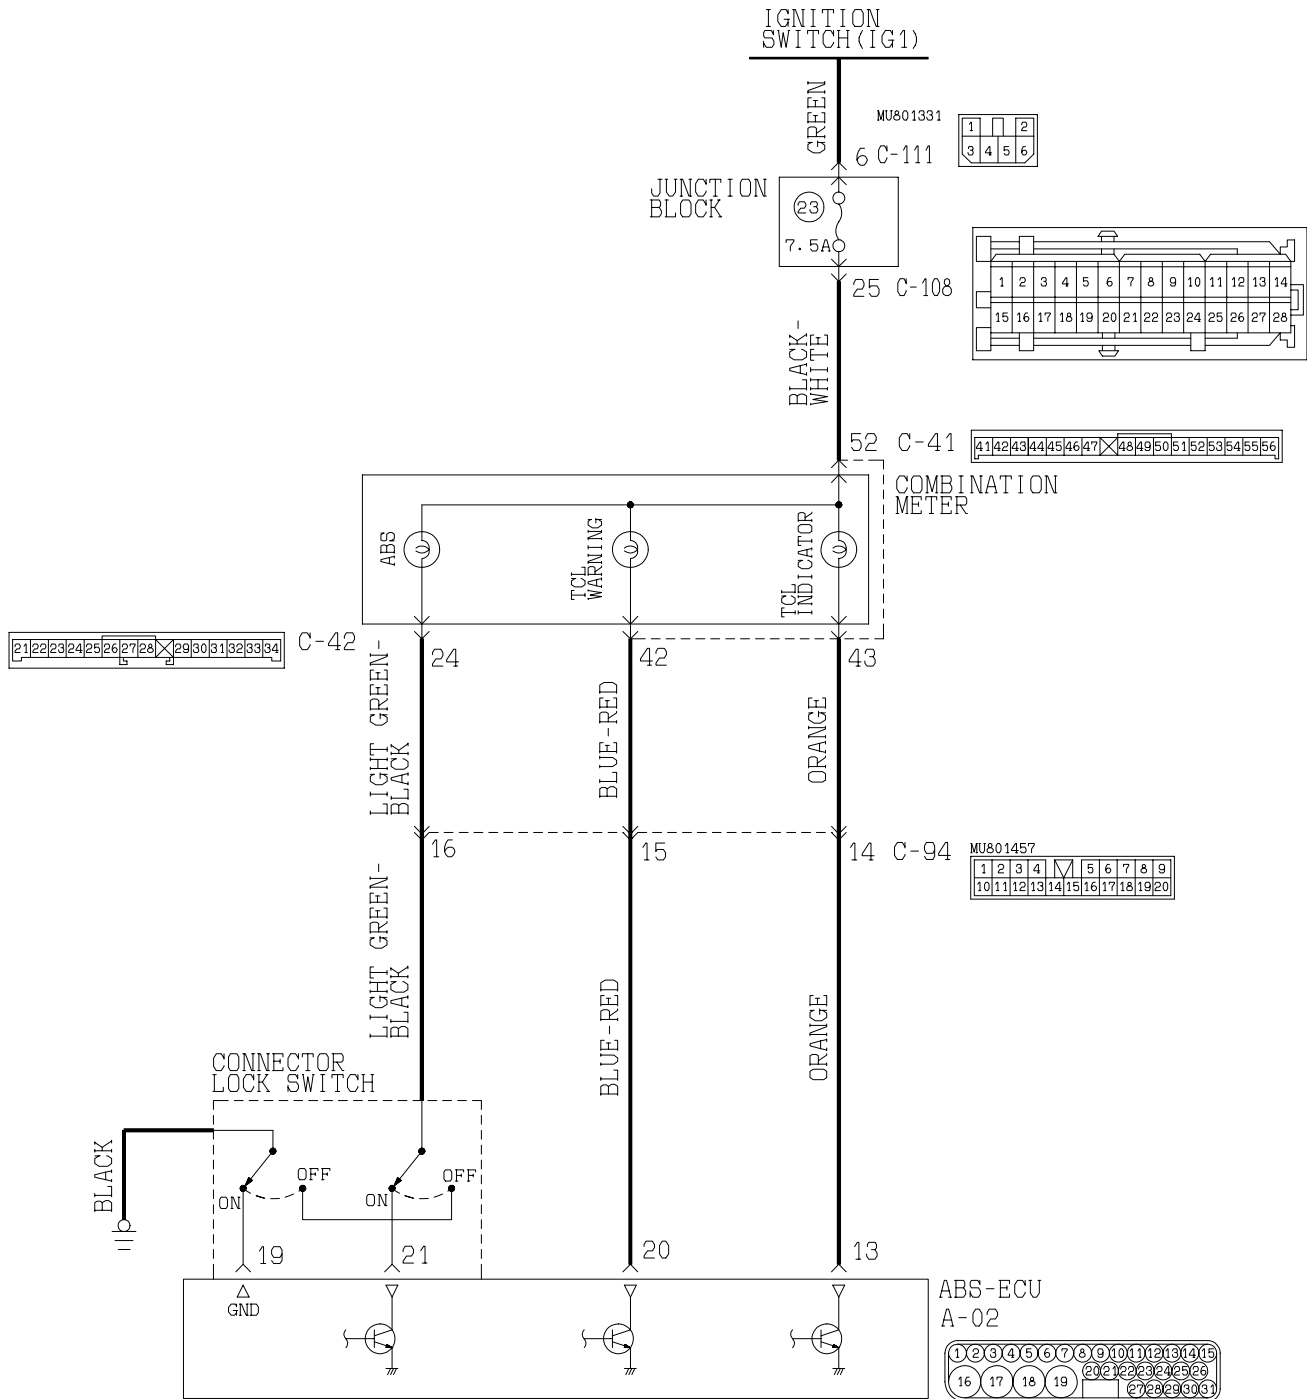 IGNITION
SWITCH(IG1)
GREEN
MU801331
1 2
3 4 5 6
6 C-111
JUNCTION
BLOCK
23
7.5A
25 C-108
1 2 3 4 5 6 7 8 9 10 11 12 13 14
15 16 17 18 19 20 21 22 23 24 25 26 27 28
BLACK-
WHITE
52 C-41
41 42 43 44 45 46 47 48 49 50 51 52 53 54 55 56
COMBINATION
METER
ABS
TCL
WARNING
TCL
INDICATOR
21 22 23 24 25 26 27 28 29 30 31 32 33 34
C-42
24
42
43
LIGHT GREEN-
BLACK
BLUE-RED
ORANGE
16
15
14 C-94
MU801457
1 2 3 4 5 6 7 8 9
10 11 12 13 14 15 16 17 18 19 20
LIGHT GREEN-
BLACK
BLUE-RED
ORANGE
CONNECTOR
LOCK SWITCH
BLACK
ON
OFF
ON
OFF
19
21
20
13
GND
ABS-ECU
A-02
1 2 3 4 5 6 7 8 9 10 11 12 13 14 15
20 21 22 23 24 25 26
16 17 18 19
27 28 29 30 31